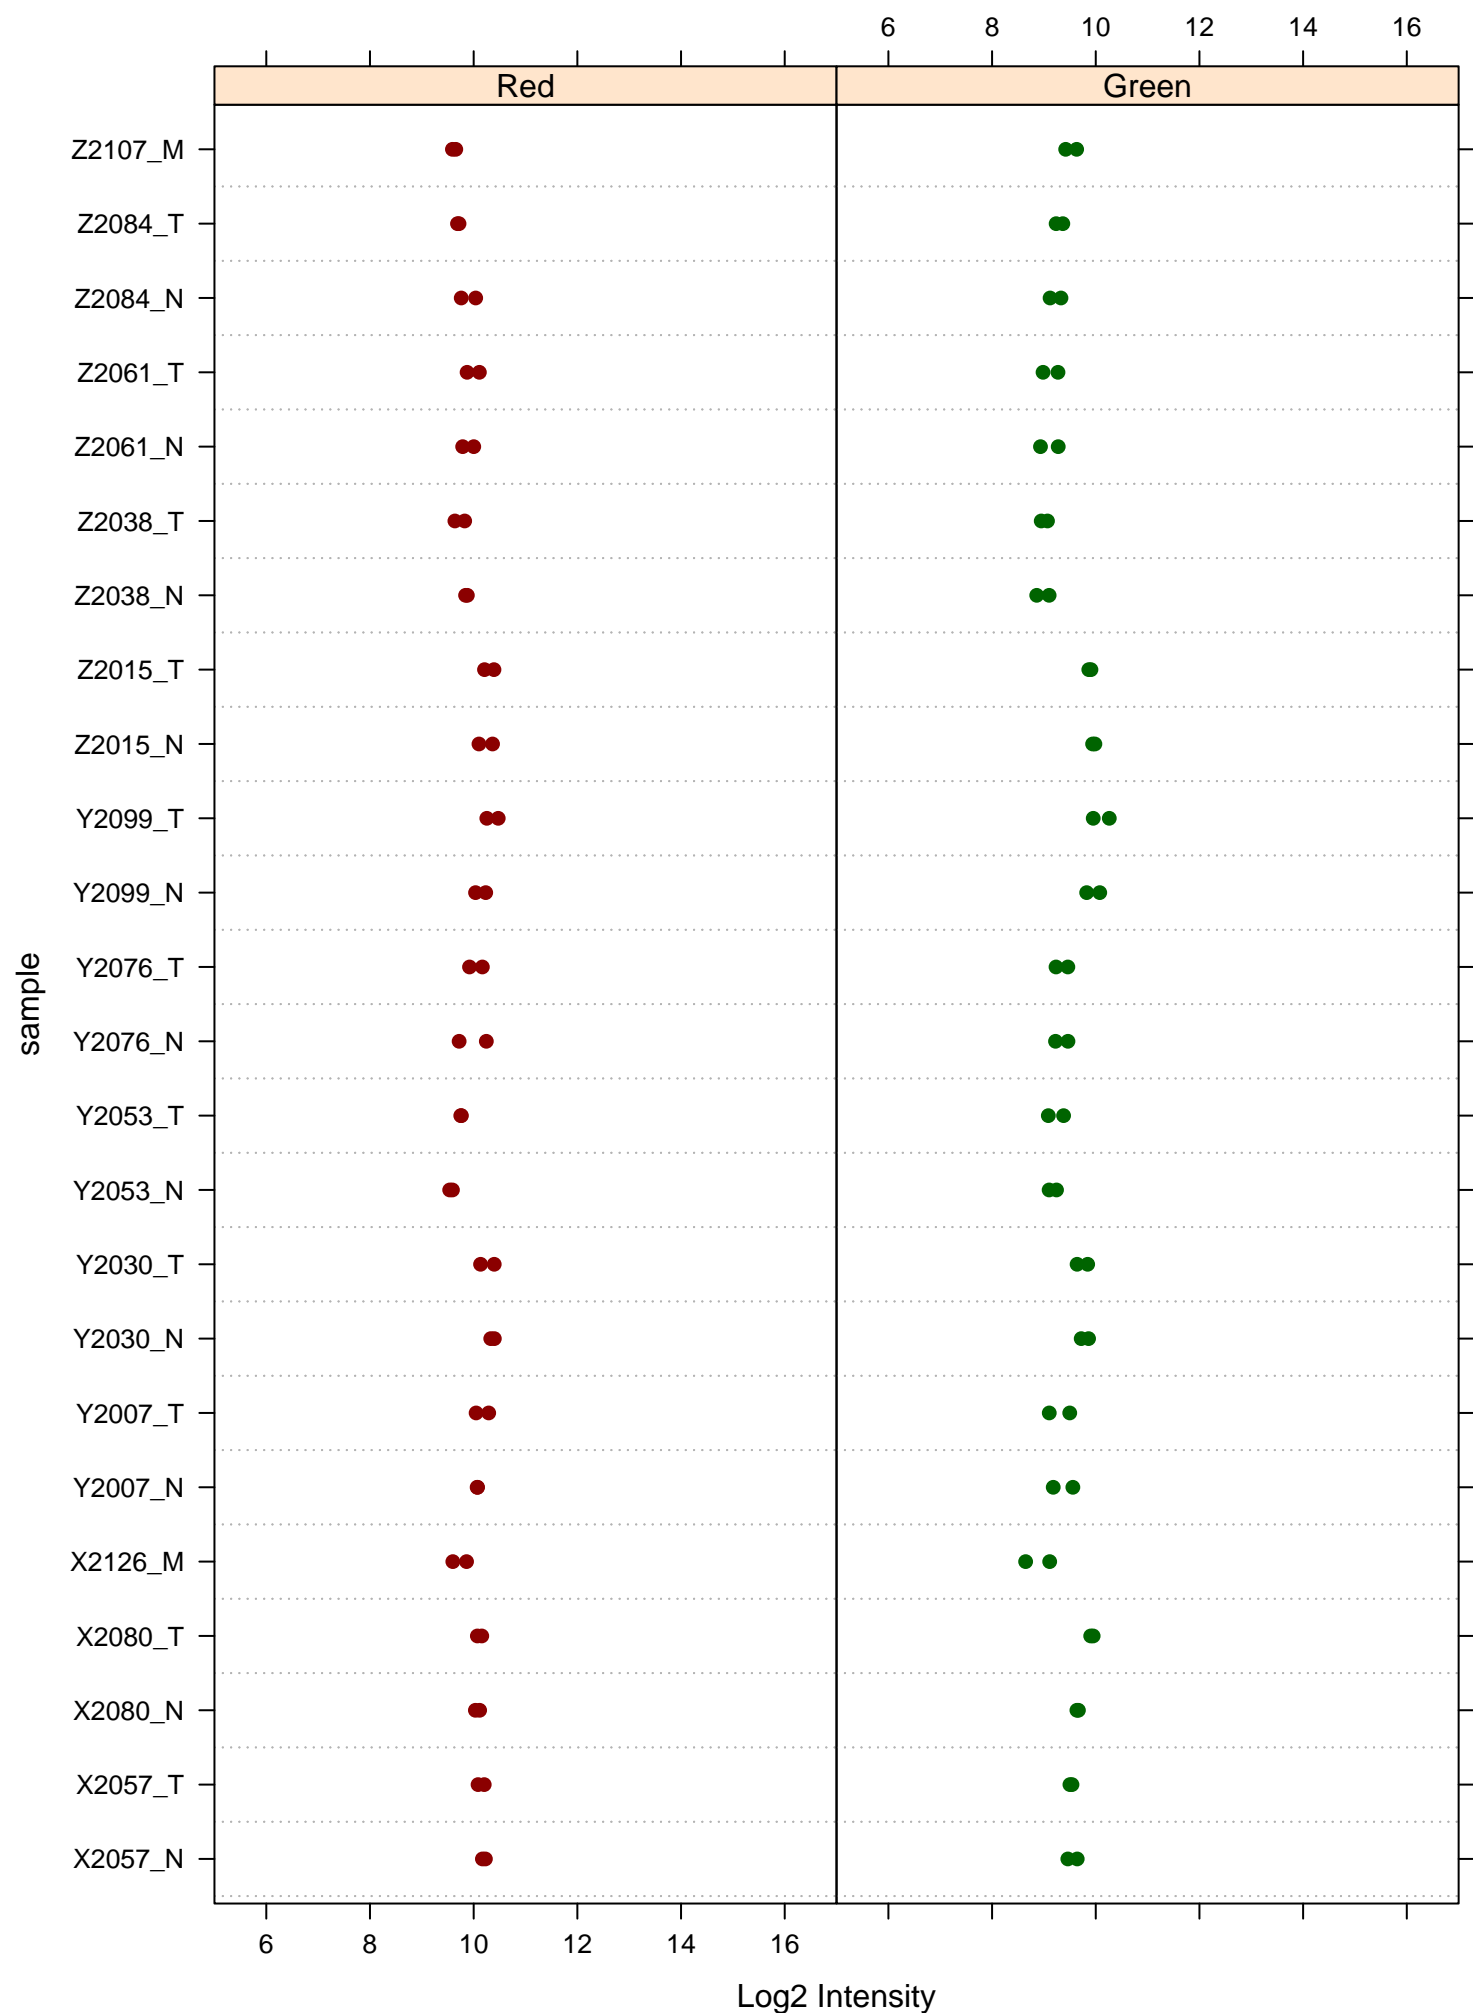 6 8 10 12 14 16
Red Green
Z2107_M
Z2084_T
Z2084_N
Z2061_T
Z2061_N
Z2038_T
Z2038_N
Z2015_T
Z2015_N
Y2099_T
Y2099_N
Y2076_T
Y2076_N
Y2053_T
Y2053_N
Y2030_T
Y2030_N
Y2007_T
Y2007_N
X2126_M
X2080_T
X2080_N
X2057_T
X2057_N
sample
6 8 10 12 14 16
Log2 Intensity